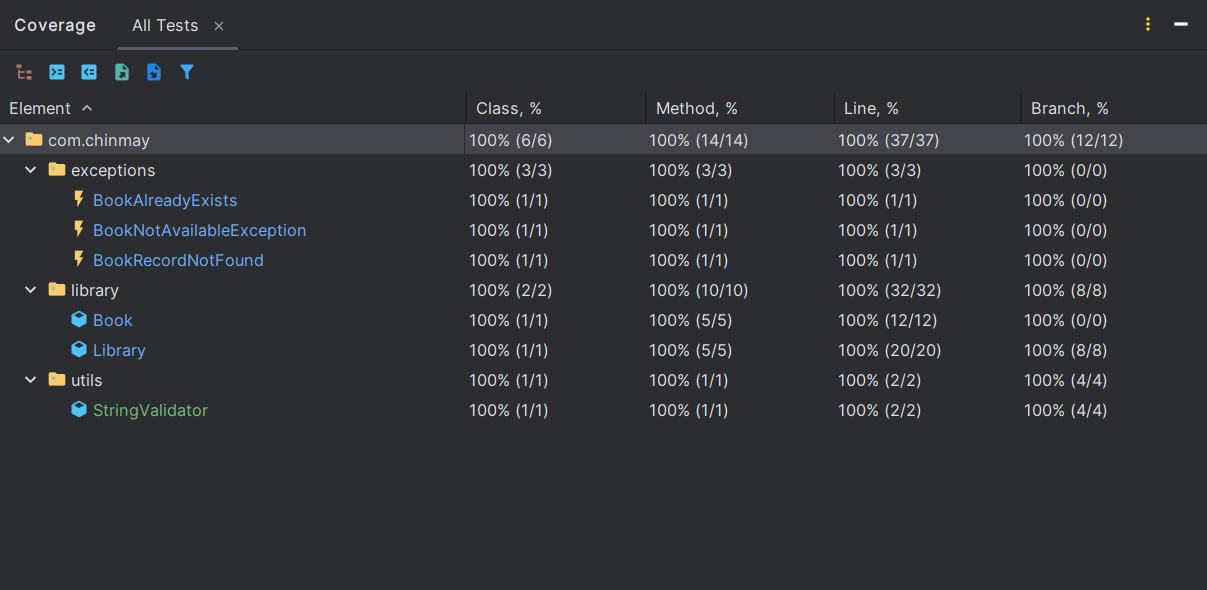 Coverage All Tests
Element Class, % Method, % Line, % Branch, %
com.chinmay 100% (6/6) 100% (14/14) 100% (37/37) 100% (12/12)
exceptions 100% (3/3) 100% (3/3) 100% (3/3) 100% (0/0)
BookAlreadyExists 100% (1/1) 100% (1/1) 100% (1/1) 100% (0/0)
BookNotAvailableException 100% (1/1) 100% (1/1) 100% (1/1) 100% (0/0)
BookRecordNotFound 100% (1/1) 100% (1/1) 100% (1/1) 100% (0/0)
library 100% (2/2) 100% (10/10) 100% (32/32) 100% (8/8)
Book 100% (1/1) 100% (5/5) 100% (12/12) 100% (0/0)
Library 100% (1/1) 100% (5/5) 100% (20/20) 100% (8/8)
utils 100% (1/1) 100% (1/1) 100% (2/2) 100% (4/4)
StringValidator 100% (1/1) 100% (1/1) 100% (2/2) 100% (4/4)